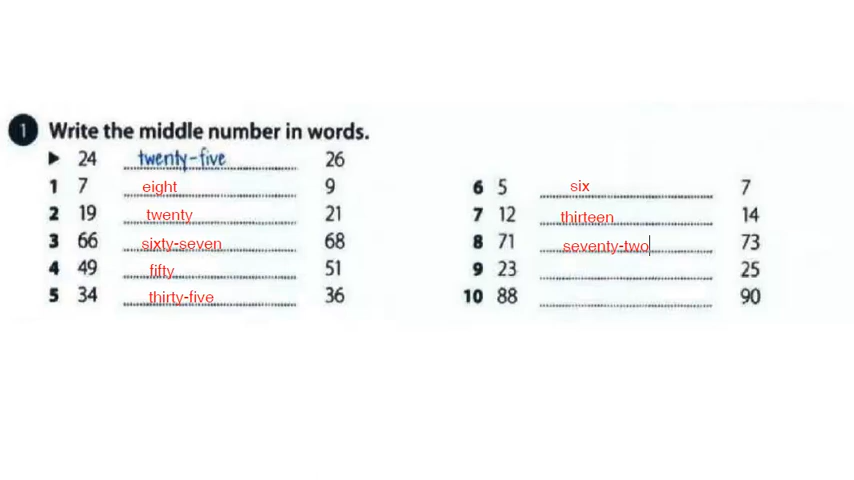 1 Write the middle number in words.
▶ 24 twenty-five 26
1 7 eight 9
2 19 twenty 21
3 66 sixty-seven 68
4 49 fifty 51
5 34 thirty-five 36
6 5 six 7
7 12 thirteen 14
8 71 seventy-two 73
9 23 25
10 88 90